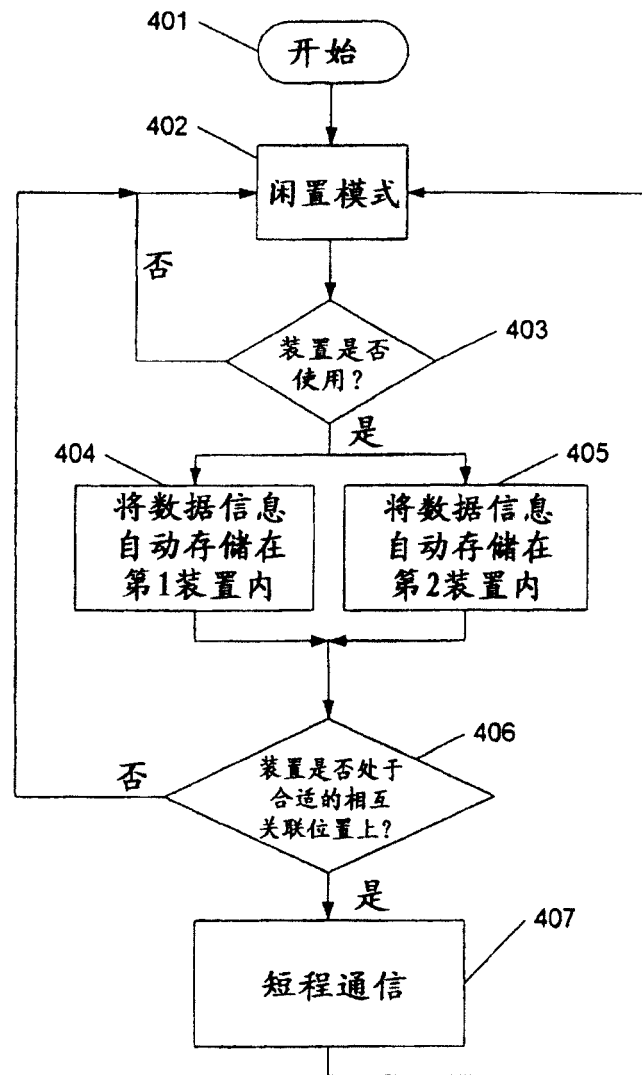 401
开始
402
闲置模式
否
403
装置是否
使用？
是
404
405
将数据信息
自动存储在
第1装置内
将数据信息
自动存储在
第2装置内
406
否
装置是否处于
合适的相互
关联位置上？
是
407
短程通信